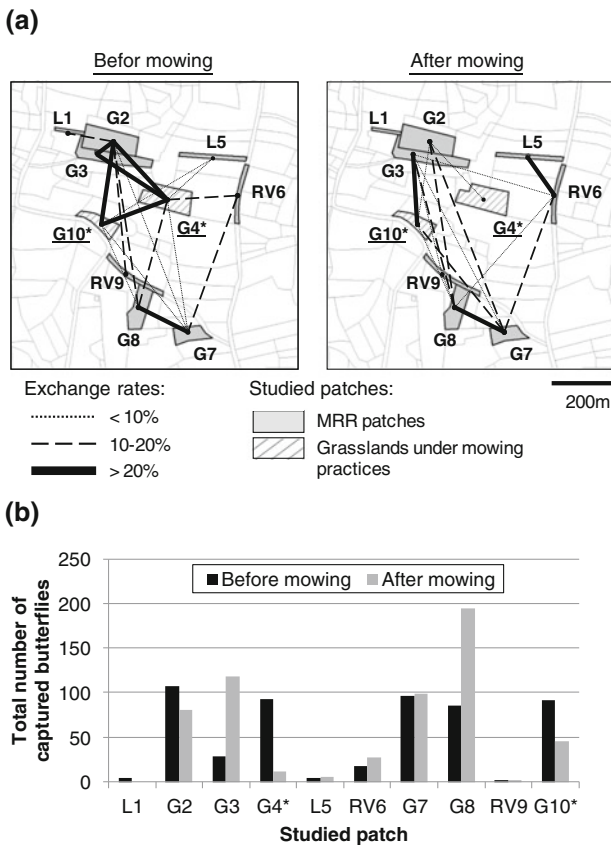 (a)
Befor mowing
After mowing
L1
G2
L5
G3
RV6
G10*
G4*
RV9
G8
G7
G2
L1
L5
G3
RV6
G10*
G4*
RV9
G8
G7
Exchange rates:
Studied patches:
200m
< 10%
MRR patches
10-20%
Grasslands under mowing practices
> 20%
(b)
Total number of captured butterflies
250
200
150
100
50
0
Before mowing
After mowing
L1 G2 G3 G4* L5 RV6 G7 G8 RV9 G10*
Studied patch